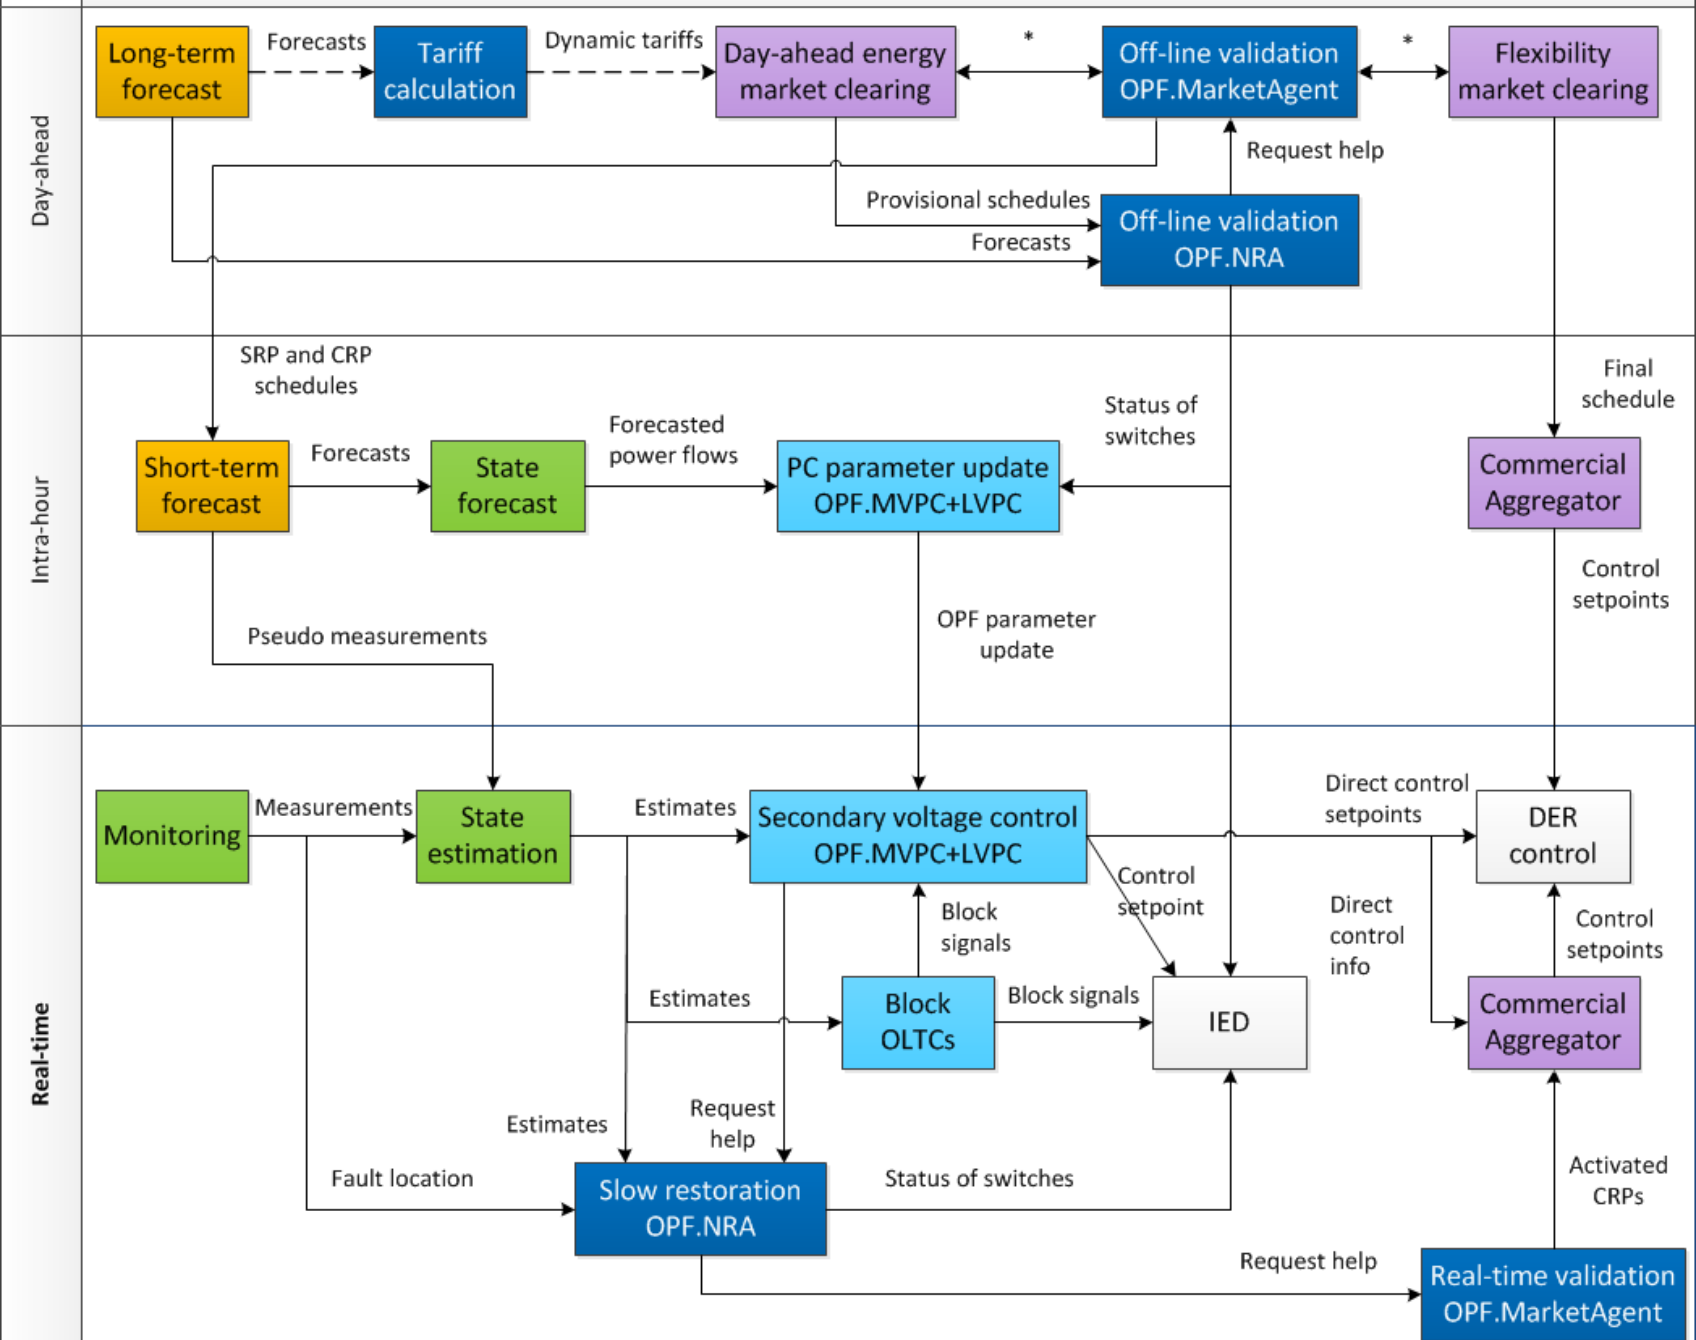 Day-ahead
Long-term
forecast
Forecasts
Tariff
calculation
Dynamic tariffs
Day-ahead energy
market clearing
*
Off-line validation
OPF.MarketAgent
*
Flexibility
market clearing
Request help
Provisional schedules
Forecasts
Off-line validation
OPF.NRA
Intra-hour
SRP and CRP
schedules
Final
schedule
Short-term
forecast
Forecasts
State
forecast
Forecasted
power flows
PC parameter update
OPF.MVPC+LVPC
Status of
switches
Commercial
Aggregator
Control
setpoints
Pseudo measurements
OPF parameter
update
Real-time
Monitoring
Measurements
State
estimation
Estimates
Secondary voltage control
OPF.MVPC+LVPC
Direct control
setpoints
DER
control
Control
setpoint
Block
signals
Direct
control
info
Control
setpoints
Estimates
Block
OLTCs
Block signals
IED
Commercial
Aggregator
Estimates
Request
help
Fault location
Slow restoration
OPF.NRA
Status of switches
Activated
CRPs
Request help
Real-time validation
OPF.MarketAgent